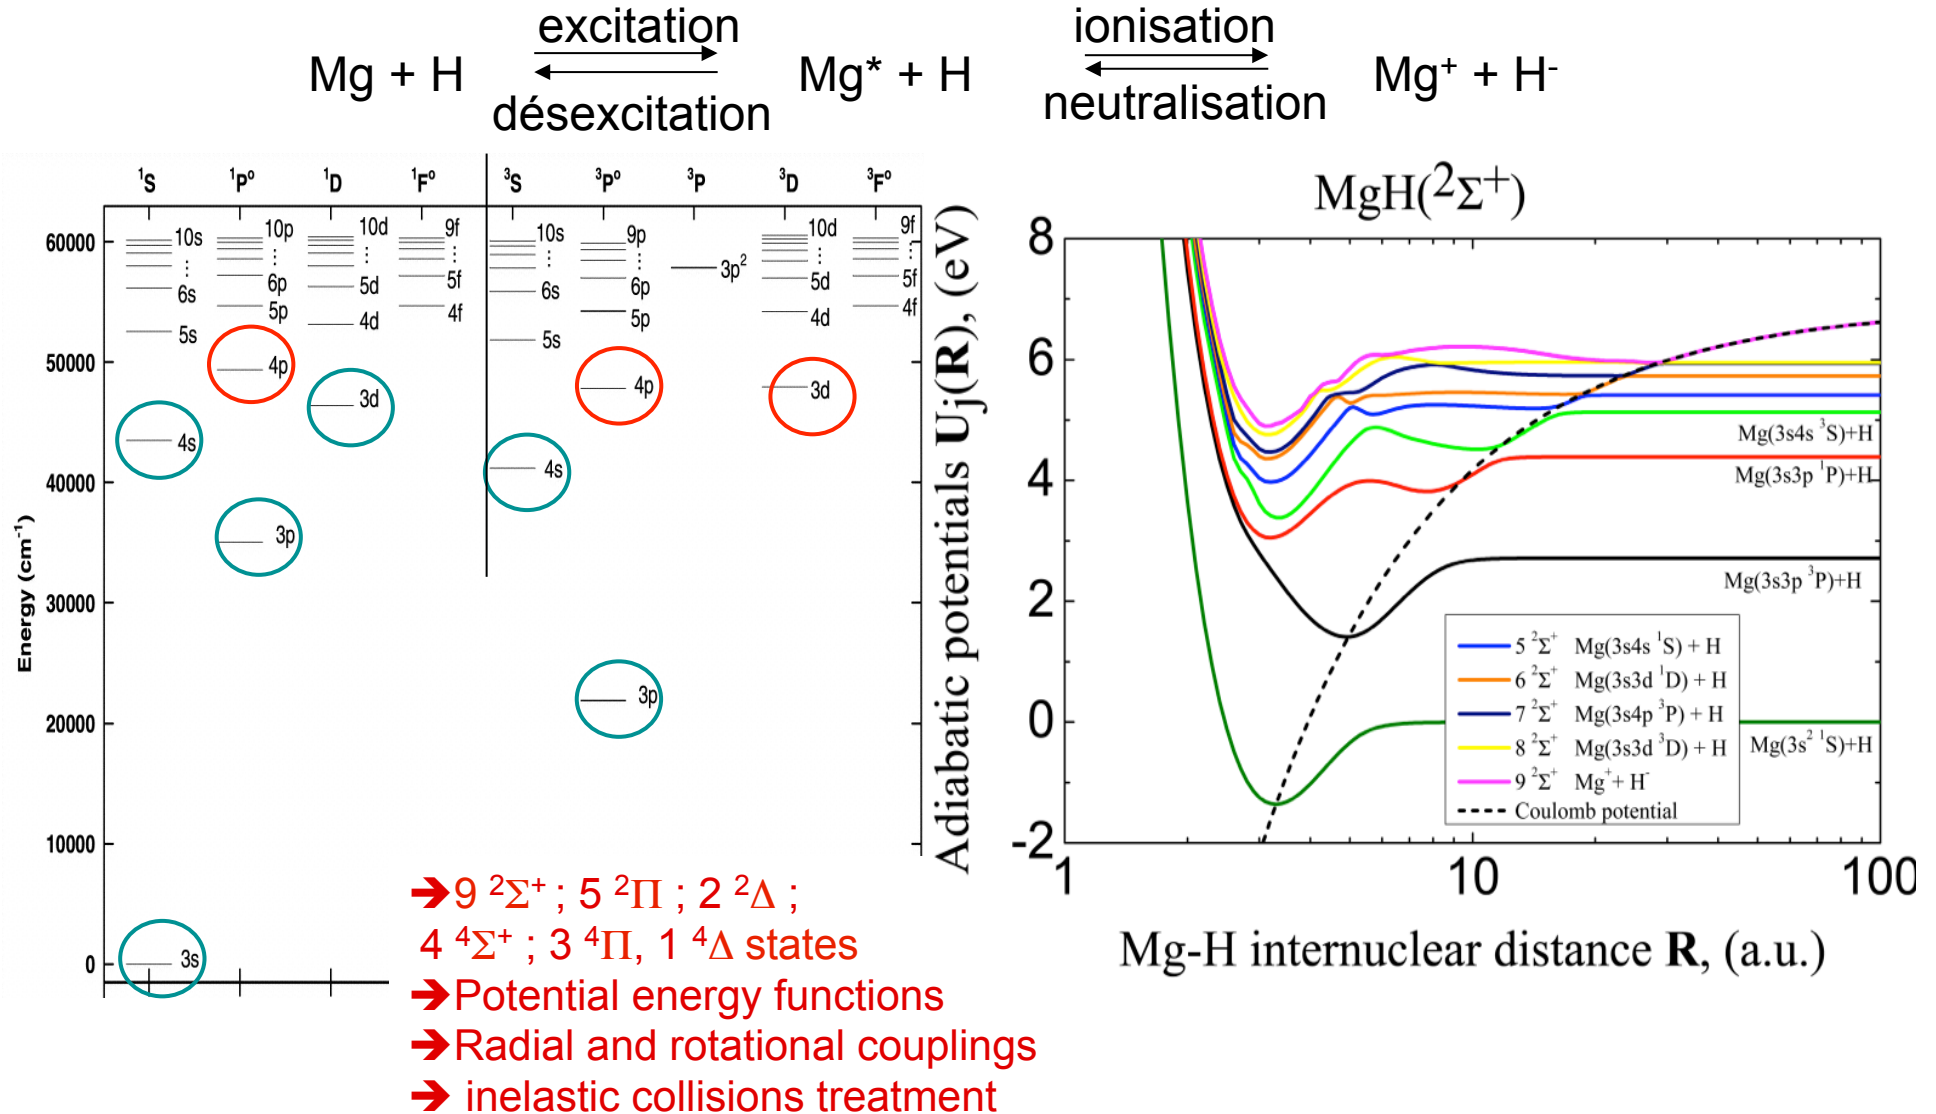 excitation
ionisation
Mg + H
Mg* + H
Mg⁺ + H⁻
désexcitation
neutralisation
¹S ¹Pº ¹D ¹Fº ³S ³Pº ³P ³D ³Fº
60000
50000
40000
30000
20000
10000
0
Energy (cm⁻¹)
10s
⋮
6s
5s
4s
3s
10p
⋮
6p
5p
4p
3p
10d
⋮
5d
4d
3d
9f
⋮
5f
4f
10s
⋮
6s
5s
4s
9p
⋮
6p
5p
4p
3p
3p²
10d
⋮
5d
4d
3d
9f
⋮
5f
4f
➔9 ²Σ⁺ ; 5 ²Π ; 2 ²Δ ;
4 ⁴Σ⁺ ; 3 ⁴Π, 1 ⁴Δ states
➔Potential energy functions
➔Radial and rotational couplings
➔ inelastic collisions treatment
MgH(²Σ⁺)
Adiabatic potentials Uj(R), (eV)
8
6
4
2
0
-2
Mg(3s4s ³S)+H
Mg(3s3p ¹P)+H
Mg(3s3p ³P)+H
Mg(3s² ¹S)+H
5 ²Σ⁺ Mg(3s4s ¹S) + H
6 ²Σ⁺ Mg(3s3d ¹D) + H
7 ²Σ⁺ Mg(3s4p ³P) + H
8 ²Σ⁺ Mg(3s3d ³D) + H
9 ²Σ⁺ Mg⁺+ H⁻
Coulomb potential
1 10 100
Mg-H internuclear distance R, (a.u.)